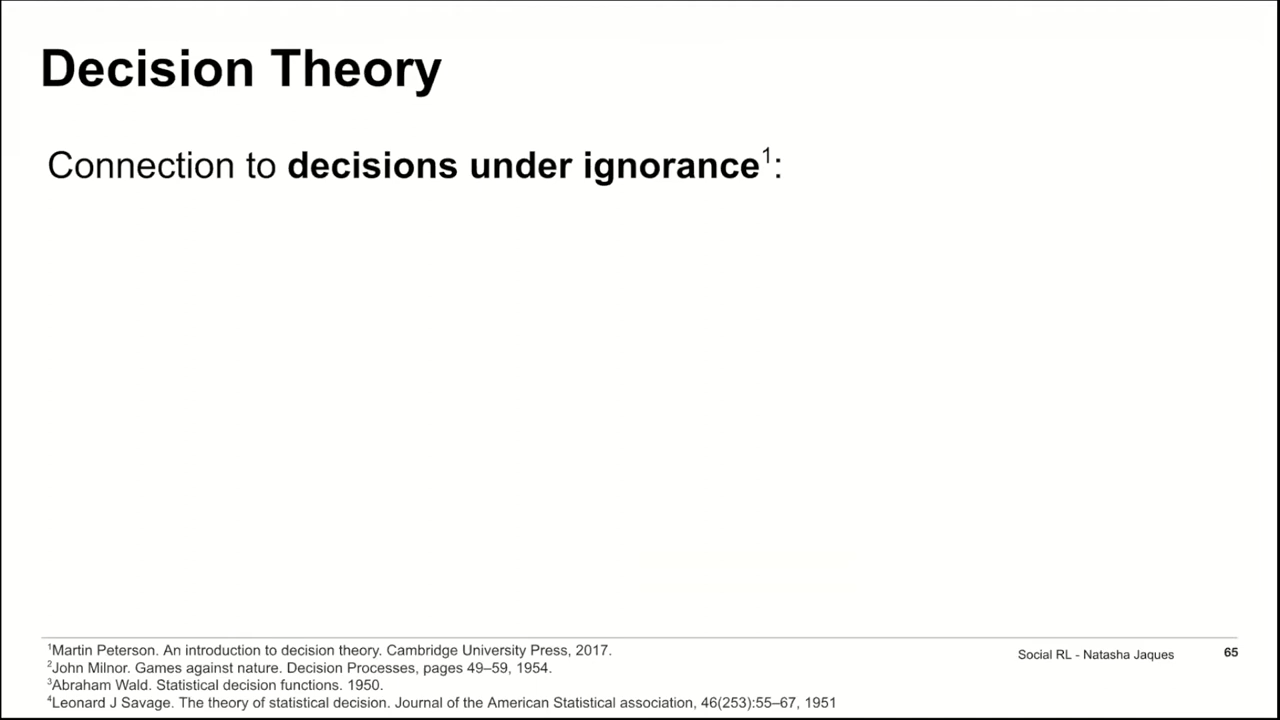 Decision Theory
Connection to decisions under ignorance¹:
¹Martin Peterson. An introduction to decision theory. Cambridge University Press, 2017.
²John Milnor. Games against nature. Decision Processes, pages 49–59, 1954.
³Abraham Wald. Statistical decision functions. 1950.
⁴Leonard J Savage. The theory of statistical decision. Journal of the American Statistical association, 46(253):55–67, 1951
Social RL - Natasha Jaques 65